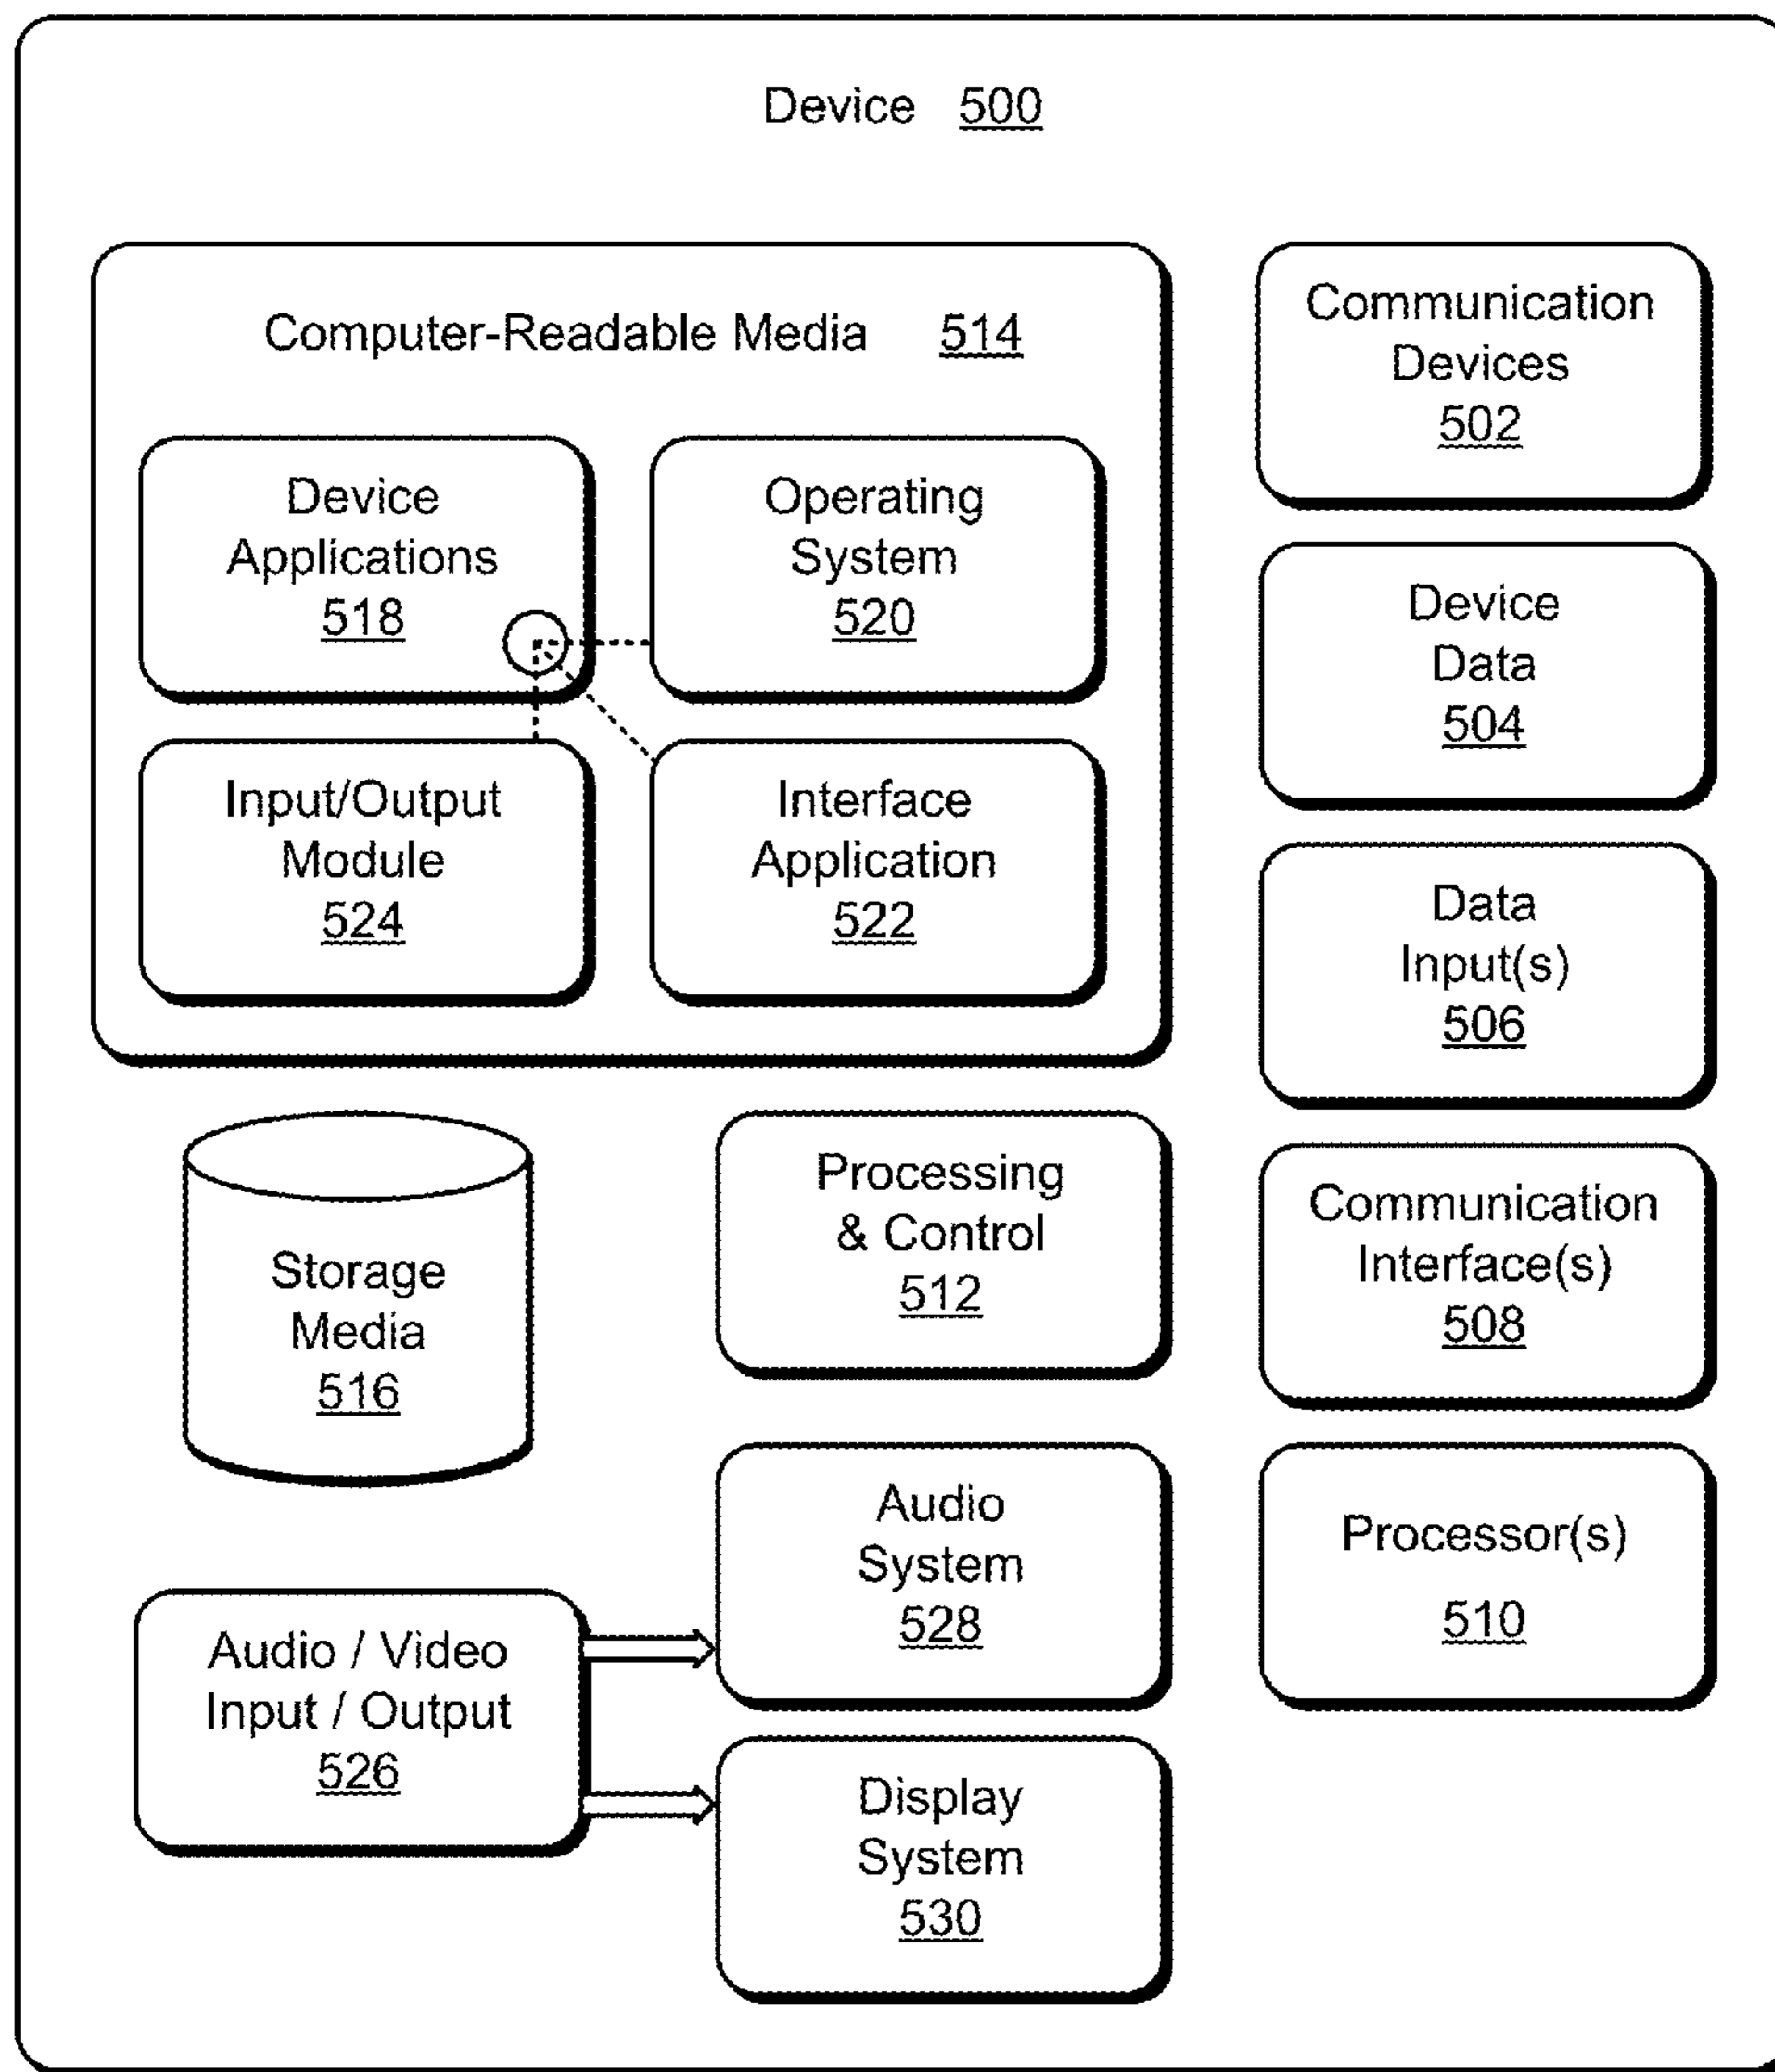 Device 500
Computer-Readable Media 514
Device
Applications
518
Operating
System
520
Input/Output
Module
524
Interface
Application
522
Storage
Media
516
Processing
& Control
512
Audio / Video
Input / Output
526
Audio
System
528
Display
System
530
Communication
Devices
502
Device
Data
504
Data
Input(s)
506
Communication
Interface(s)
508
Processor(s)
510